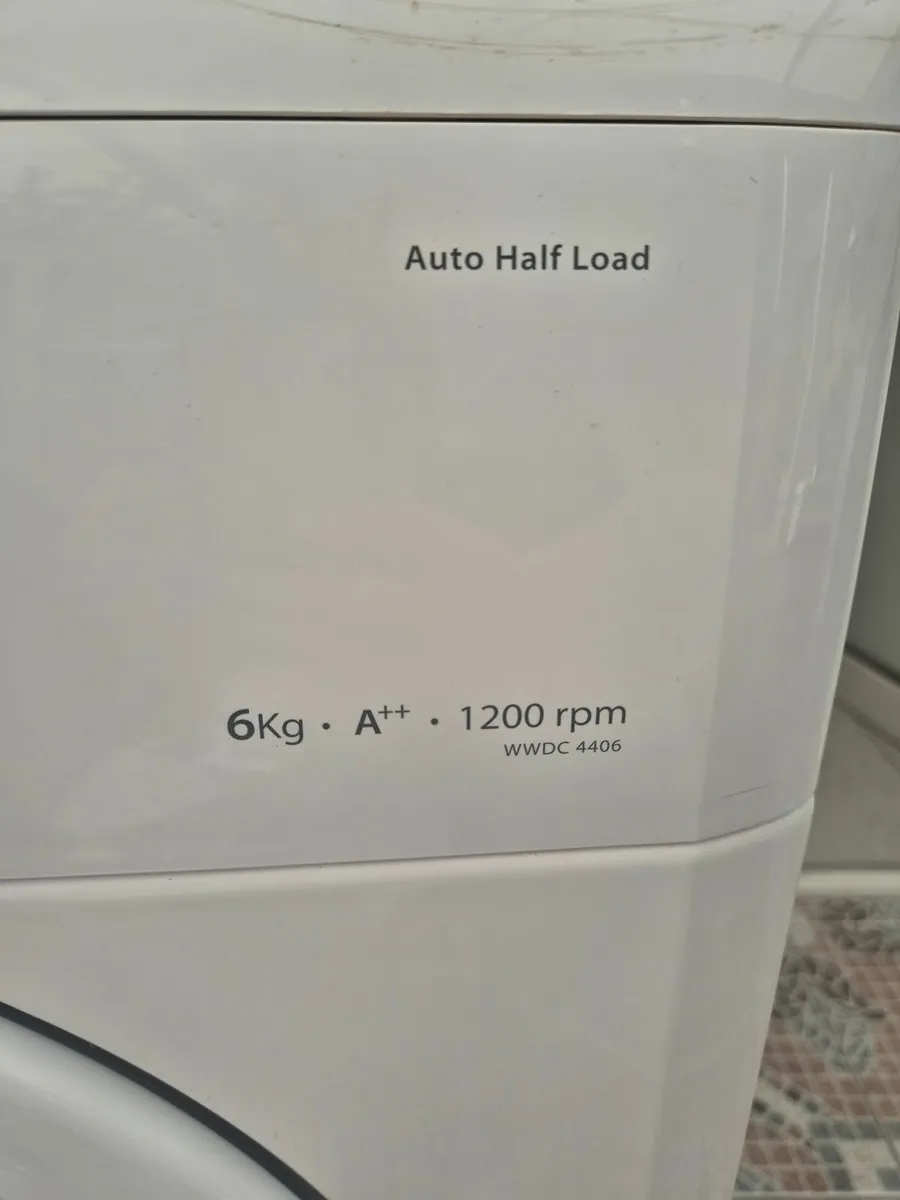 Auto Half Load
6Kg · A++ · 1200 rpm
WWDC 4406